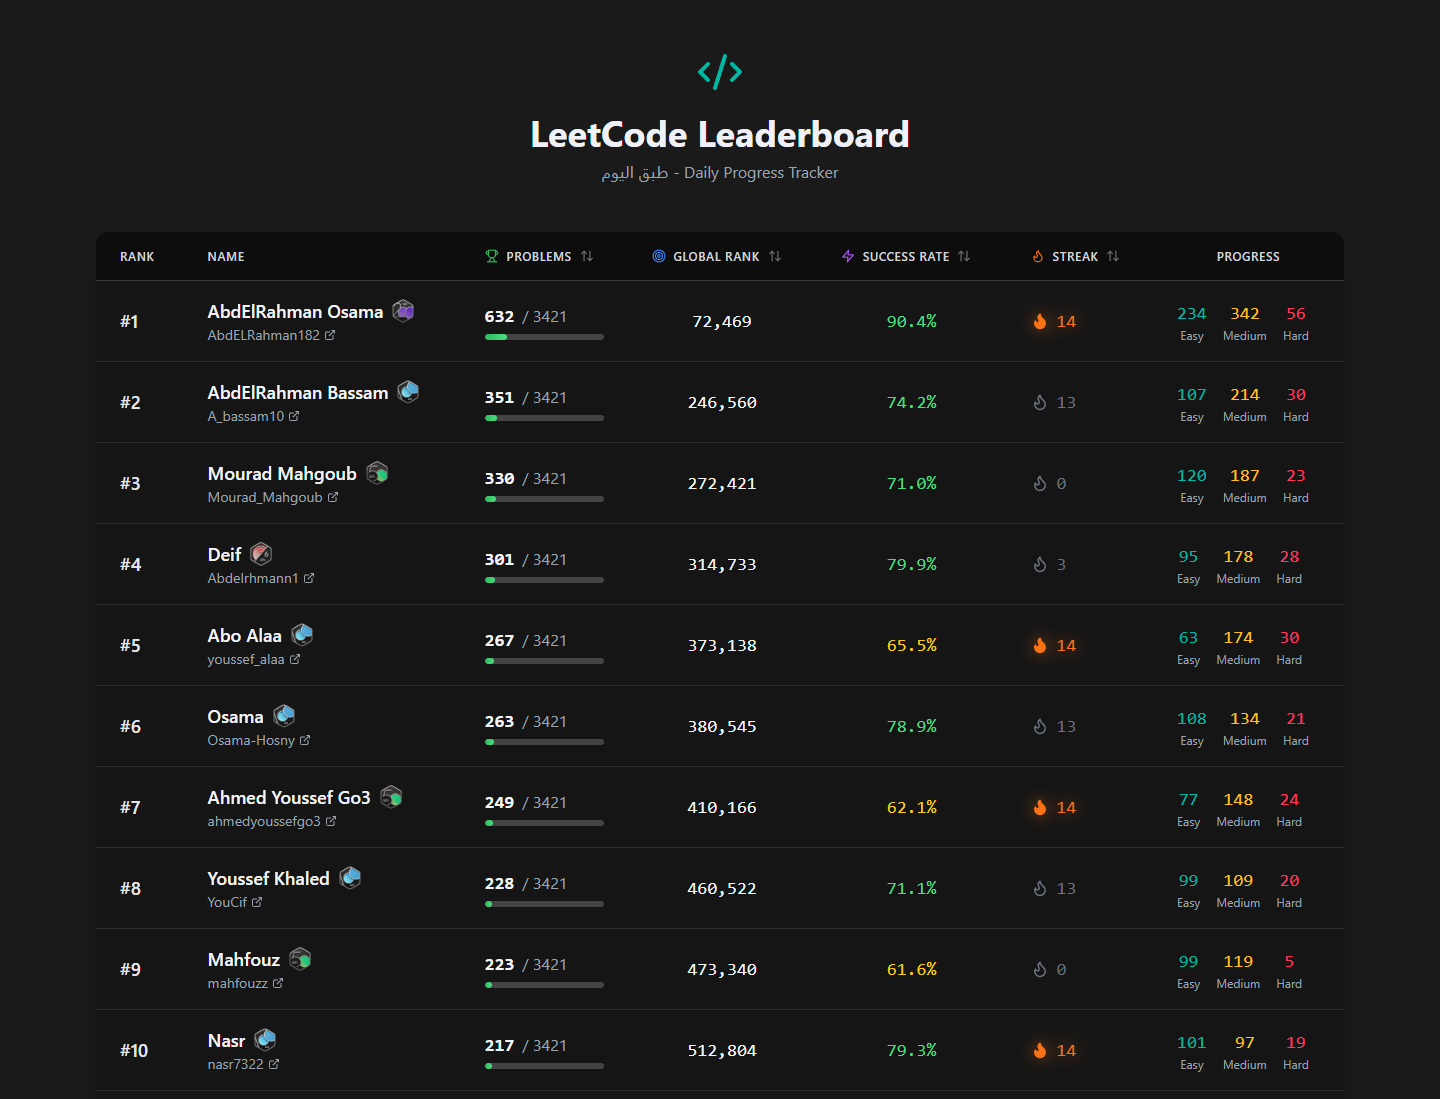 LeetCode Leaderboard
طبق اليوم - Daily Progress Tracker
RANK NAME PROBLEMS GLOBAL RANK SUCCESS RATE STREAK PROGRESS
#1 AbdElRahman Osama 632 / 3421 72,469 90.4% 14 234 342 56
AbdELRahman182 Easy Medium Hard
#2 AbdElRahman Bassam 351 / 3421 246,560 74.2% 13 107 214 30
A_bassam10 Easy Medium Hard
#3 Mourad Mahgoub 330 / 3421 272,421 71.0% 0 120 187 23
Mourad_Mahgoub Easy Medium Hard
#4 Deif 301 / 3421 314,733 79.9% 3 95 178 28
Abdelrhmann1 Easy Medium Hard
#5 Abo Alaa 267 / 3421 373,138 65.5% 14 63 174 30
youssef_alaa Easy Medium Hard
#6 Osama 263 / 3421 380,545 78.9% 13 108 134 21
Osama-Hosny Easy Medium Hard
#7 Ahmed Youssef Go3 249 / 3421 410,166 62.1% 14 77 148 24
ahmedyoussefgo3 Easy Medium Hard
#8 Youssef Khaled 228 / 3421 460,522 71.1% 13 99 109 20
YouCif Easy Medium Hard
#9 Mahfouz 223 / 3421 473,340 61.6% 0 99 119 5
mahfouzz Easy Medium Hard
#10 Nasr 217 / 3421 512,804 79.3% 14 101 97 19
nasr7322 Easy Medium Hard